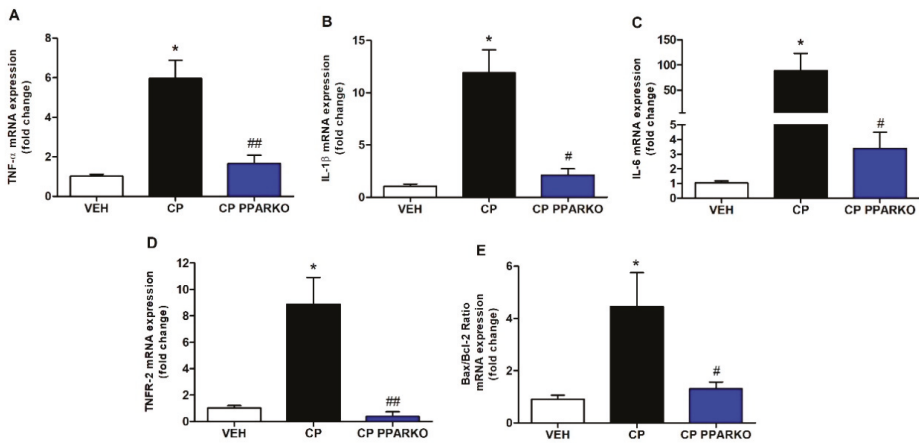 A
TNF-α mRNA expression
(fold change)
8
6
4
2
0
*
##
VEH
CP
CP PPARKO
B
IL-1β mRNA expression
(fold change)
15
10
5
0
*
#
VEH
CP
CP PPARKO
C
IL-6 mRNA expression
(fold change)
150
100
50
5
4
3
2
1
0
*
#
VEH
CP
CP PPARKO
D
TNFR-2 mRNA expression
(fold change)
12
10
8
6
4
2
0
*
##
VEH
CP
CP PPARKO
E
Bax/Bcl-2 Ratio
mRNA expression
(fold change)
6
4
2
0
*
#
VEH
CP
CP PPARKO